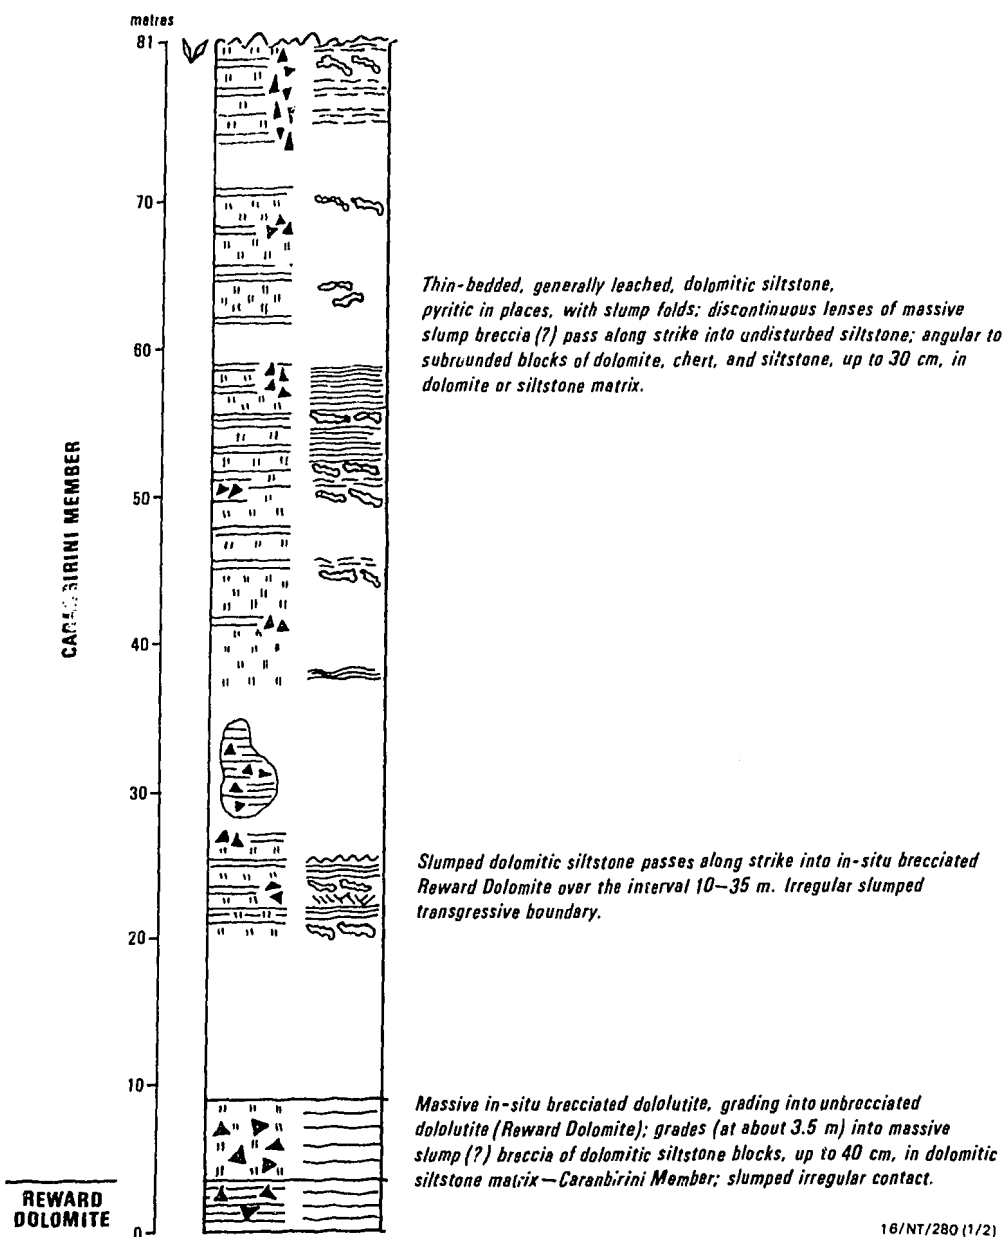 metres
81
70
Thin-bedded, generally leached, dolomitic siltstone,
pyritic in places, with slump folds; discontinuous lenses of massive
slump breccia (?) pass along strike into undisturbed siltstone; angular to
subrounded blocks of dolomite, chert, and siltstone, up to 30 cm, in
dolomite or siltstone matrix.
60
50
40
30
CARANBIRINI MEMBER
Slumped dolomitic siltstone passes along strike into in-situ brecciated
Reward Dolomite over the interval 10–35 m. Irregular slumped
transgressive boundary.
20
10
Massive in-situ brecciated dololutite, grading into unbrecciated
dololutite (Reward Dolomite); grades (at about 3.5 m) into massive
slump (?) breccia of dolomitic siltstone blocks, up to 40 cm, in dolomitic
siltstone matrix—Caranbirini Member; slumped irregular contact.
REWARD
DOLOMITE
0
16/NT/280 (1/2)